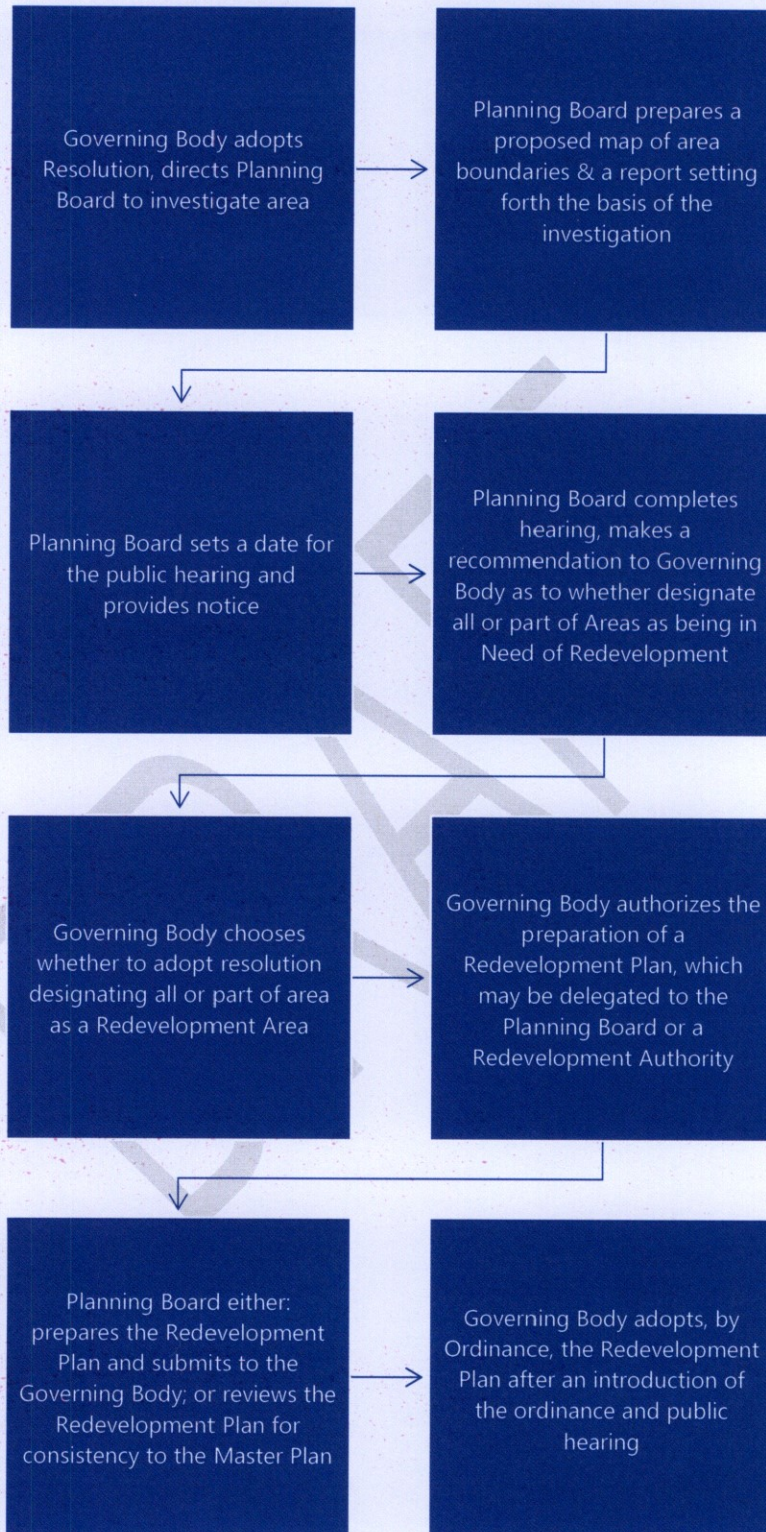 Governing Body adopts
Resolution, directs Planning
Board to investigate area
Planning Board prepares a
proposed map of area
boundaries & a report setting
forth the basis of the
investigation
Planning Board sets a date for
the public hearing and
provides notice
Planning Board completes
hearing, makes a
recommendation to Governing
Body as to whether designate
all or part of Areas as being in
Need of Redevelopment
Governing Body chooses
whether to adopt resolution
designating all or part of area
as a Redevelopment Area
Governing Body authorizes the
preparation of a
Redevelopment Plan, which
may be delegated to the
Planning Board or a
Redevelopment Authority
Planning Board either:
prepares the Redevelopment
Plan and submits to the
Governing Body; or reviews the
Redevelopment Plan for
consistency to the Master Plan
Governing Body adopts, by
Ordinance, the Redevelopment
Plan after an introduction of
the ordinance and public
hearing
DRAFT